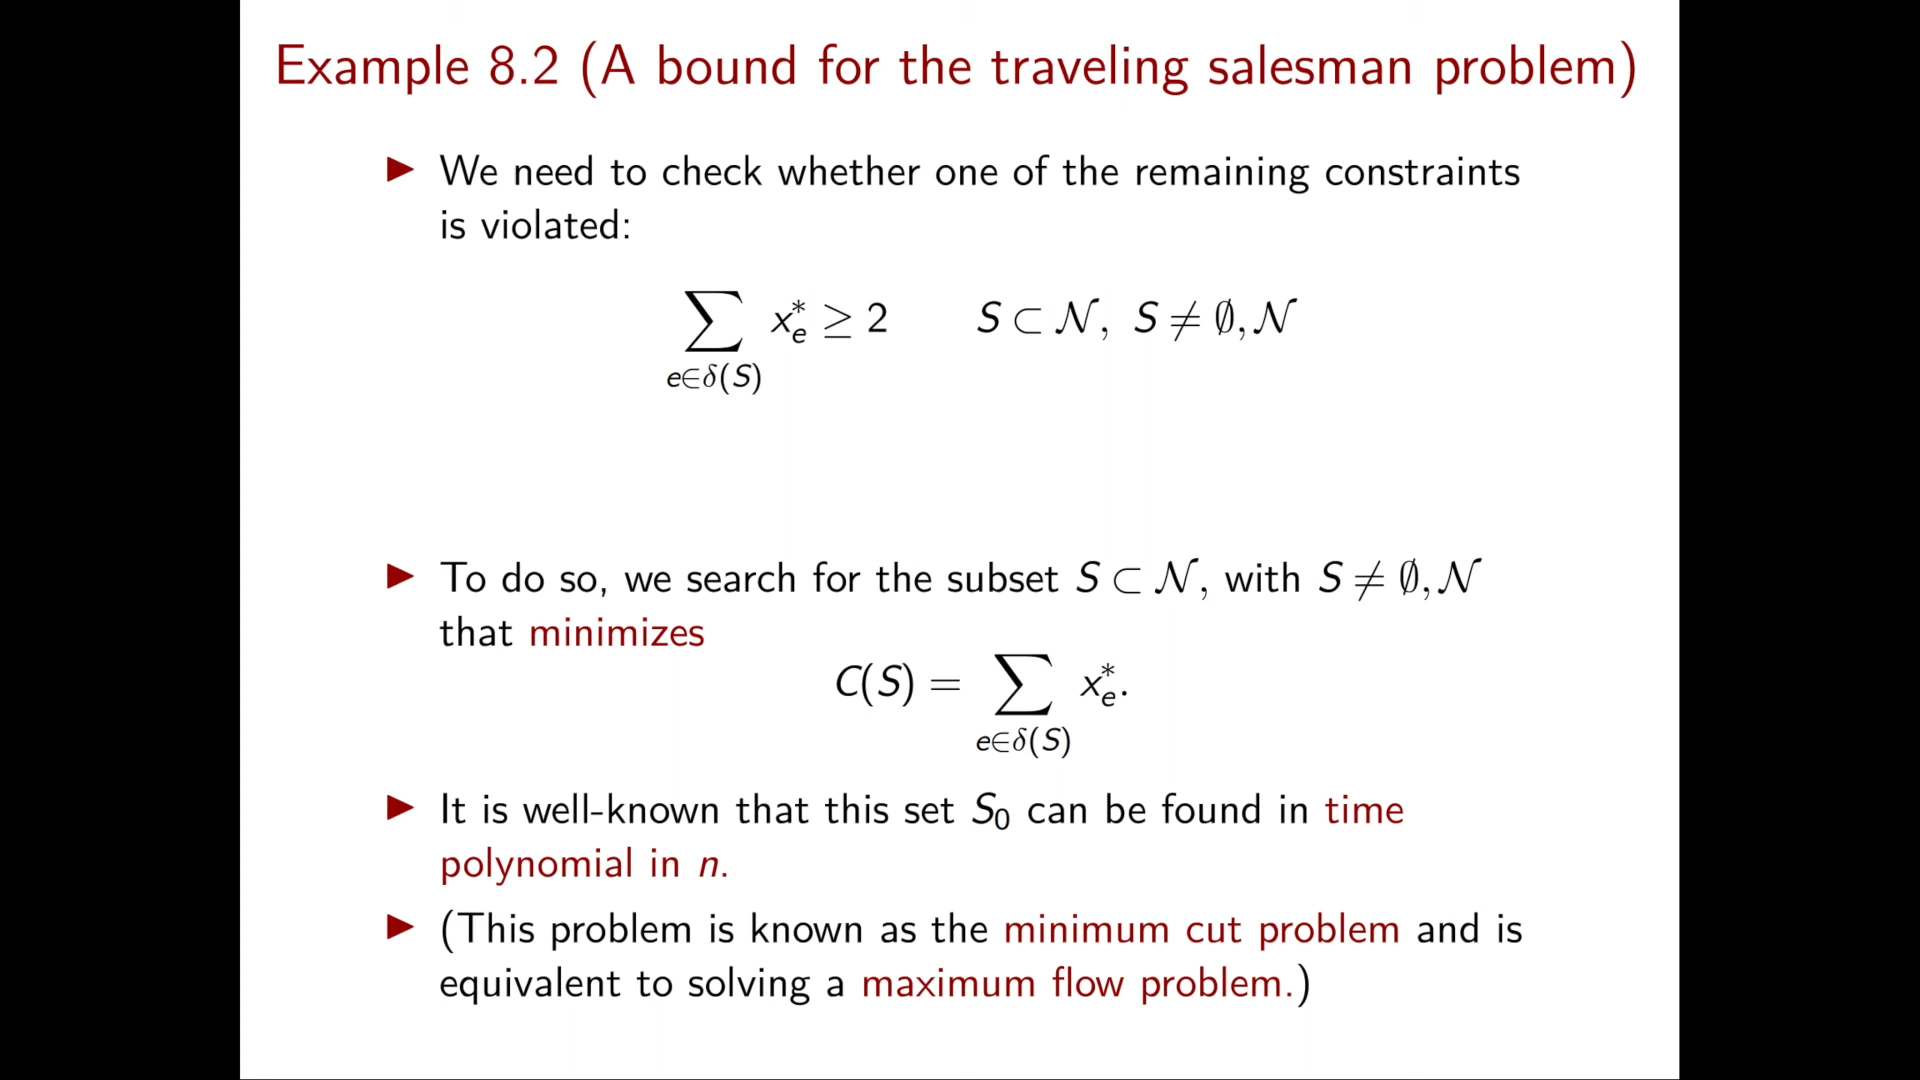 Example 8.2 (A bound for the traveling salesman problem)
▶ We need to check whether one of the remaining constraints
is violated:
∑_{e∈δ(S)} x_e^* ≥ 2    S ⊂ 𝒩, S ≠ ∅, 𝒩
▶ To do so, we search for the subset S ⊂ 𝒩, with S ≠ ∅, 𝒩
that minimizes
C(S) = ∑_{e∈δ(S)} x_e^*.
▶ It is well-known that this set S₀ can be found in time
polynomial in n.
▶ (This problem is known as the minimum cut problem and is
equivalent to solving a maximum flow problem.)